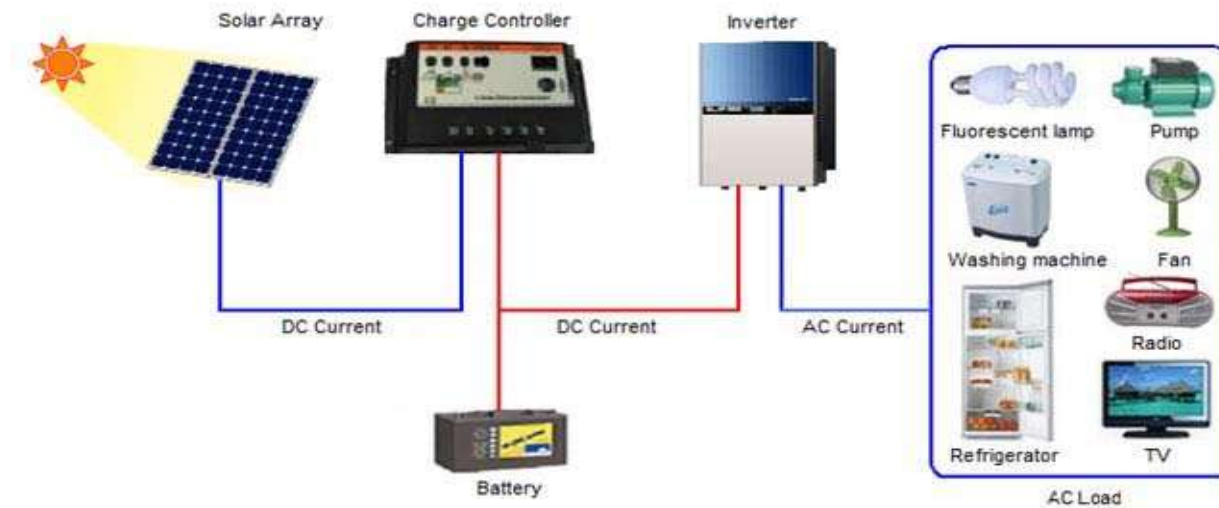 Solar Array
Charge Controller
Inverter
Fluorescent lamp
Pump
Washing machine
Fan
DC Current
DC Current
AC Current
Radio
Refrigerator
TV
Battery
AC Load